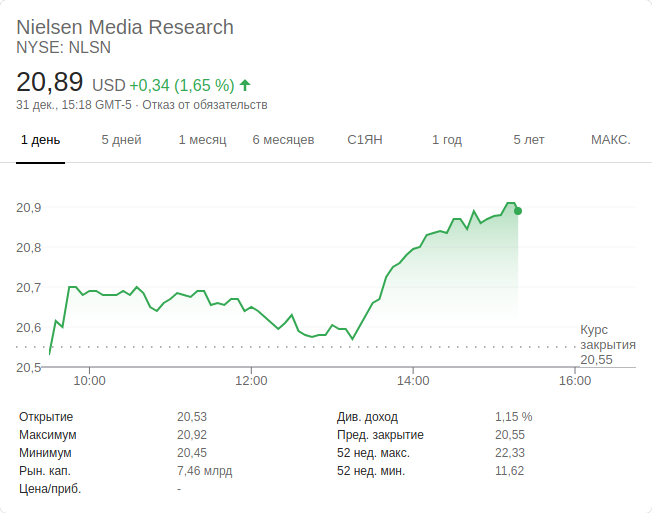 Nielsen Media Research
NYSE: NLSN
20,89 USD +0,34 (1,65 %)
31 дек., 15:18 GMT-5 · Отказ от обязательств
1 день 5 дней 1 месяц 6 месяцев С1ЯН 1 год 5 лет МАКС.
20,9
20,8
20,7
20,6
20,5
Курс
закрытия
20,55
10:00 12:00 14:00 16:00
Открытие 20,53 Див. доход 1,15 %
Максимум 20,92 Пред. закрытие 20,55
Минимум 20,45 52 нед. макс. 22,33
Рын. кап. 7,46 млрд 52 нед. мин. 11,62
Цена/приб. -